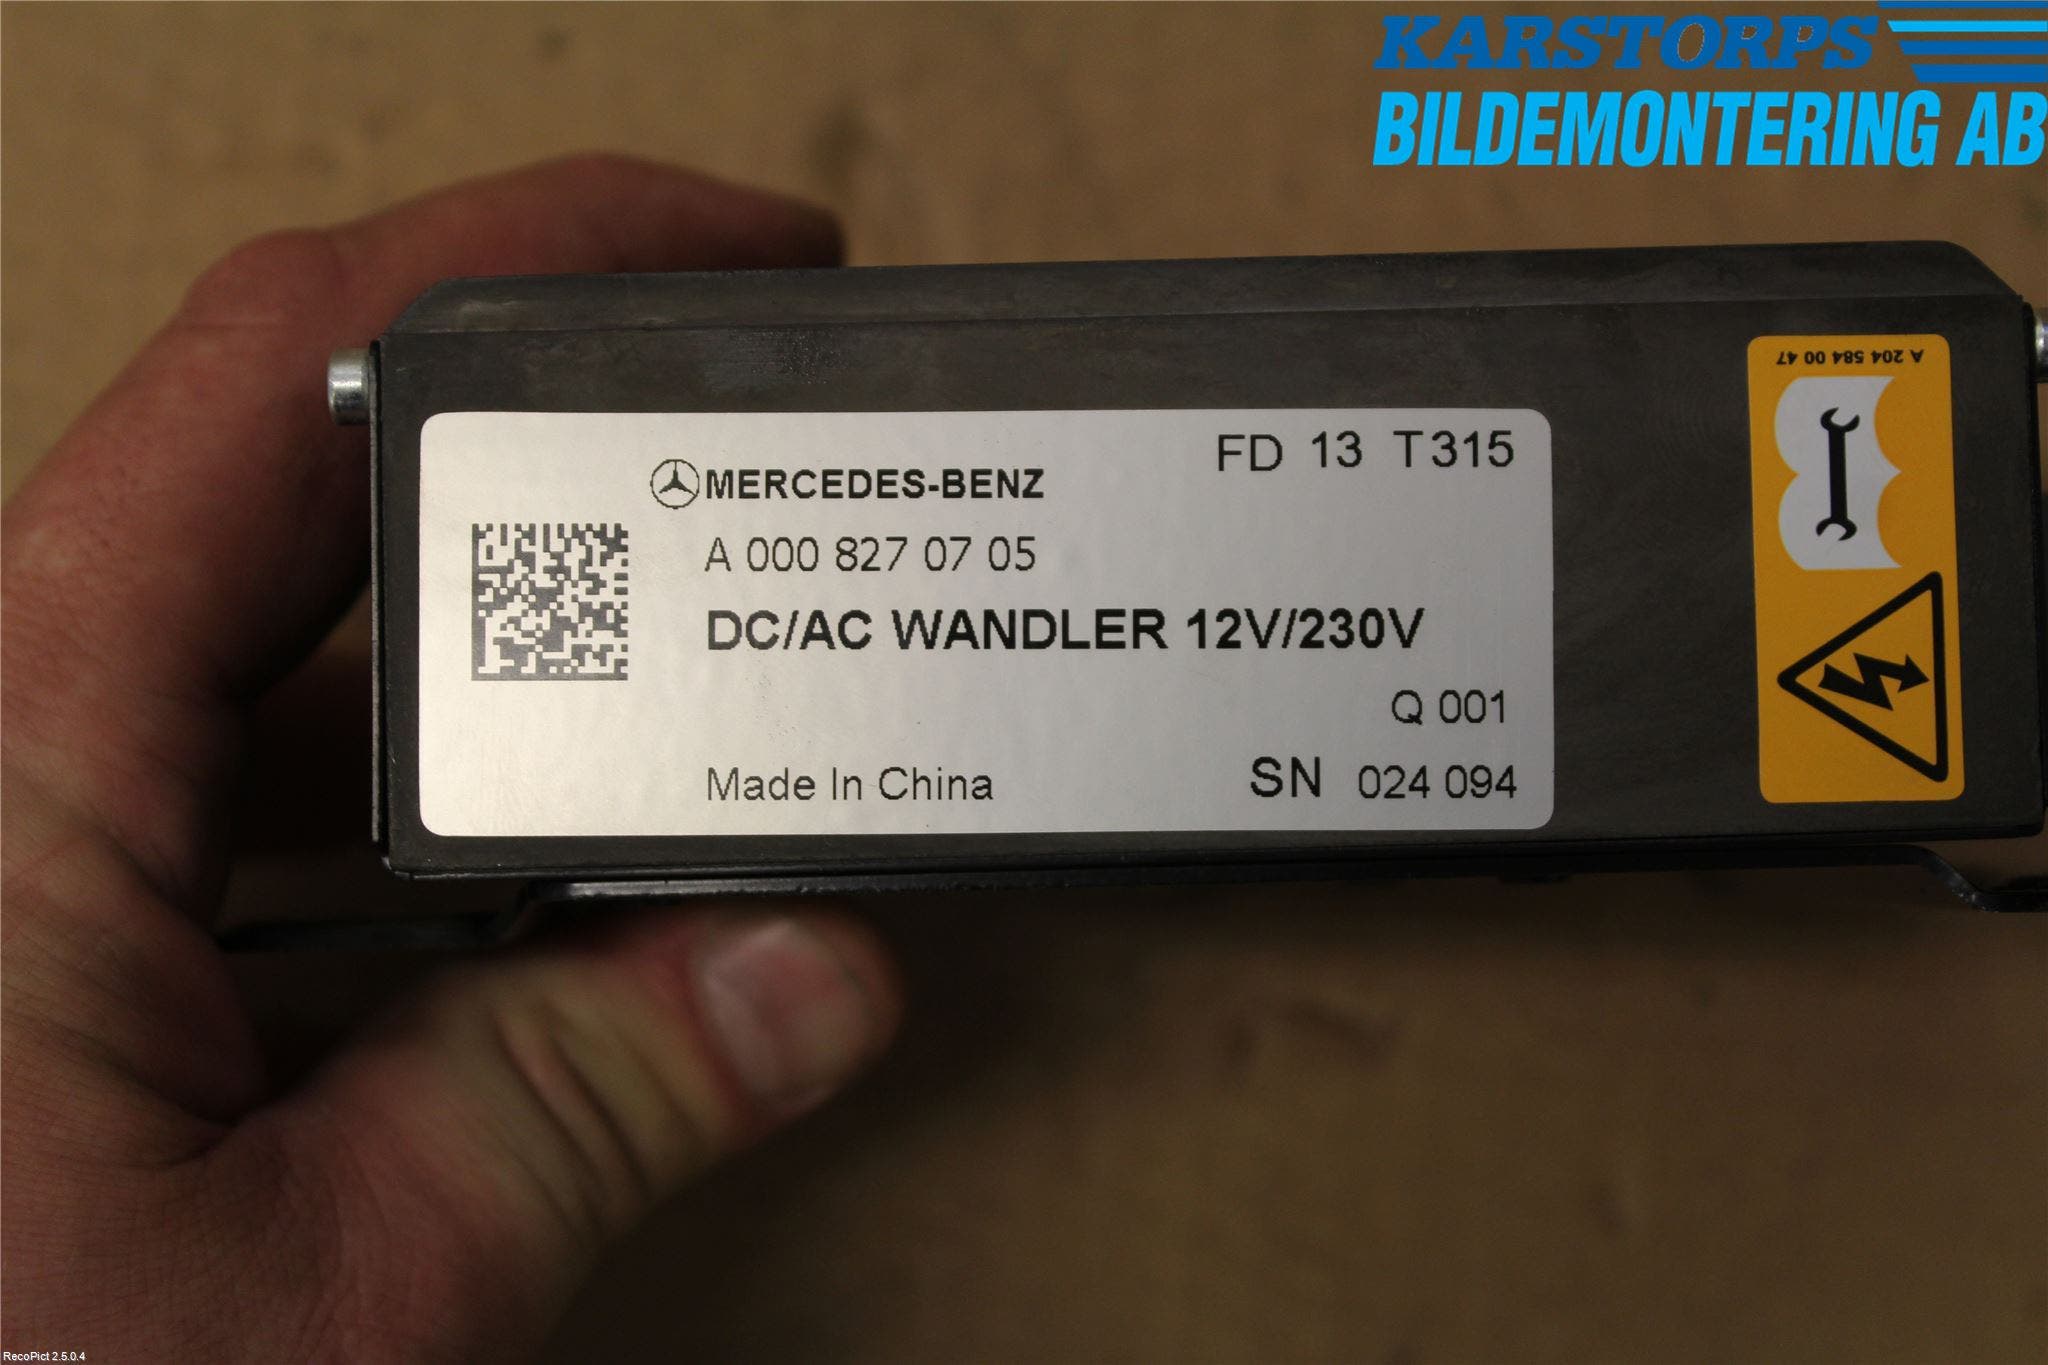 KARSTORPS
BILDEMONTERING AB
A 204 584 00 47
FD 13 T315
MERCEDES-BENZ
A 000 827 07 05
DC/AC WANDLER 12V/230V
Q 001
Made In China
SN 024 094
RecoPict 2.5.0.4